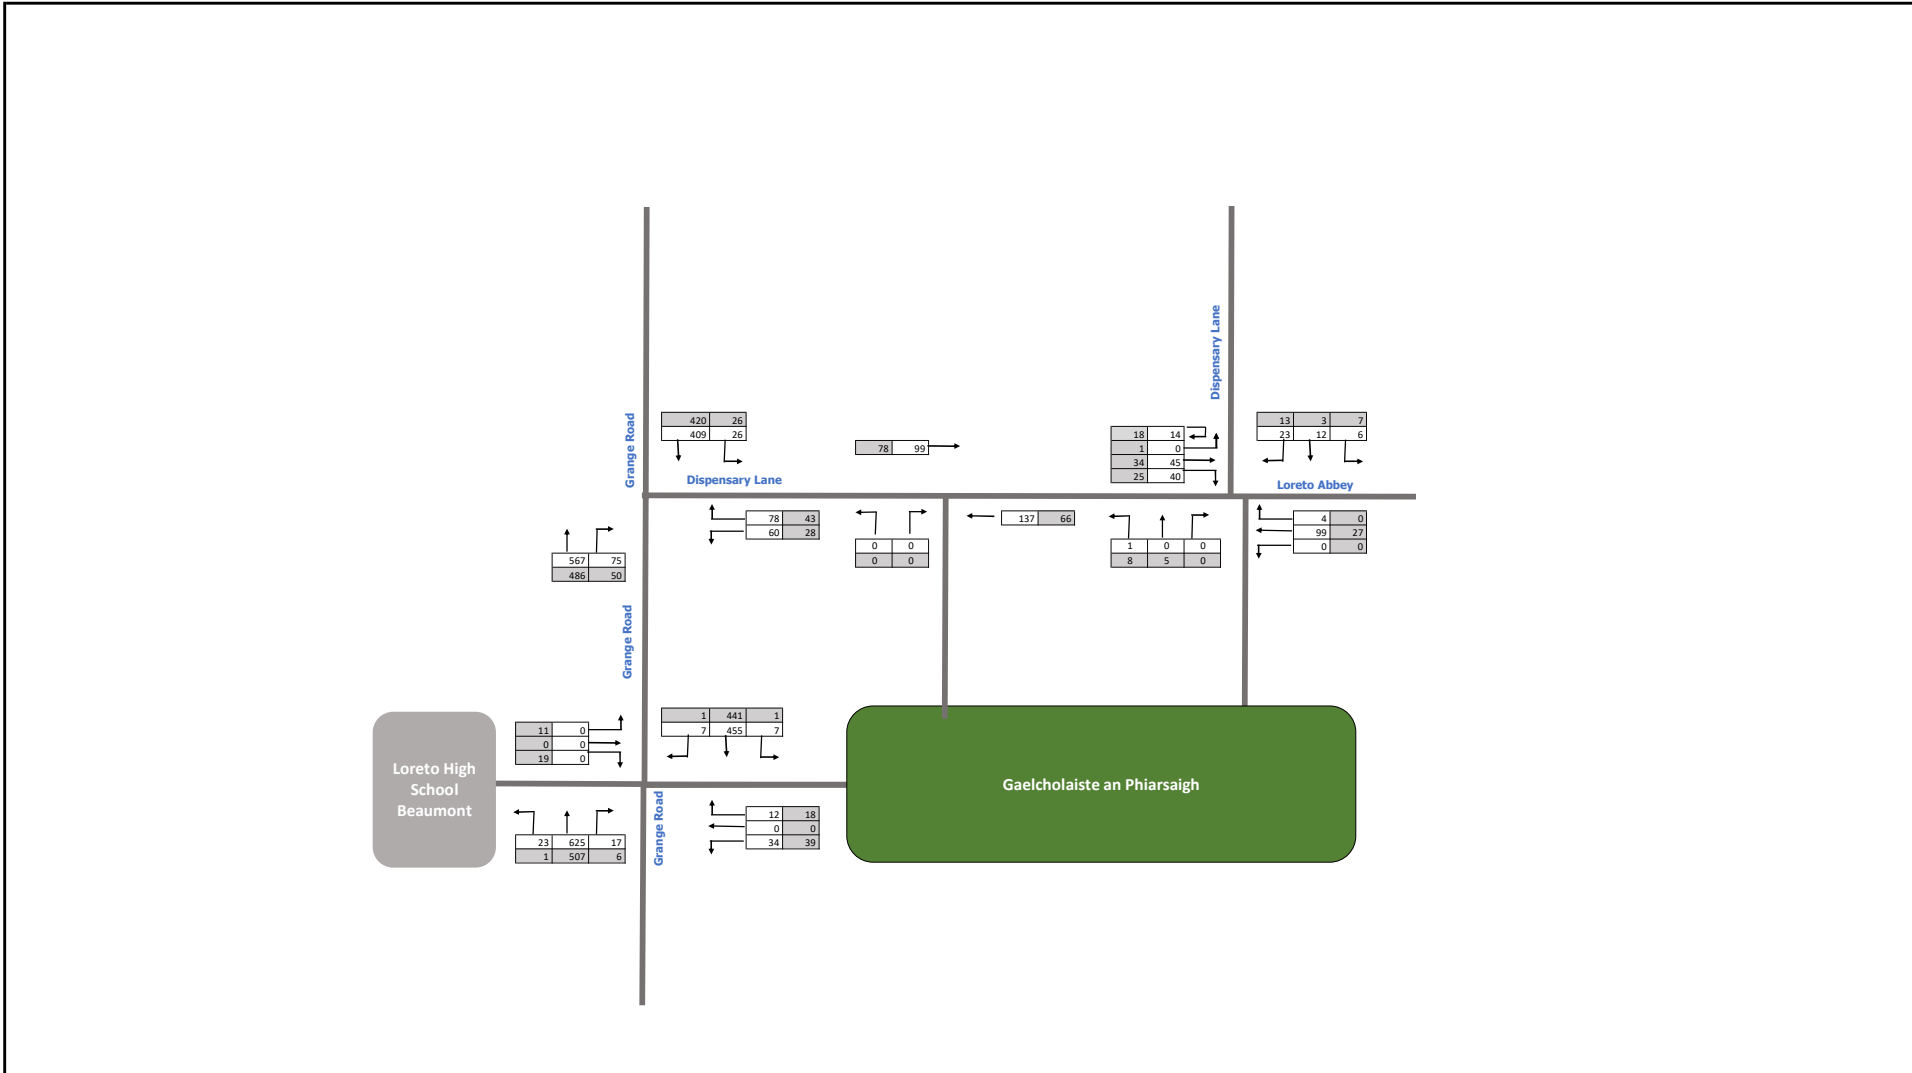 Dispensary Lane
Grange Road
420 26
409 26
78 99
18 14
1 0
34 45
25 40
13 3 7
23 12 6
Dispensary Lane
Loreto Abbey
567 75
486 50
78 43
60 28
0 0
0 0
137 66
1 0 0
8 5 0
4 0
99 27
0 0
Grange Road
11 0
0 0
19 0
1 441 1
7 455 7
Loreto High
School
Beaumont
Gaelcholaiste an Phiarsaigh
Grange Road
23 625 17
1 507 6
12 18
0 0
34 39